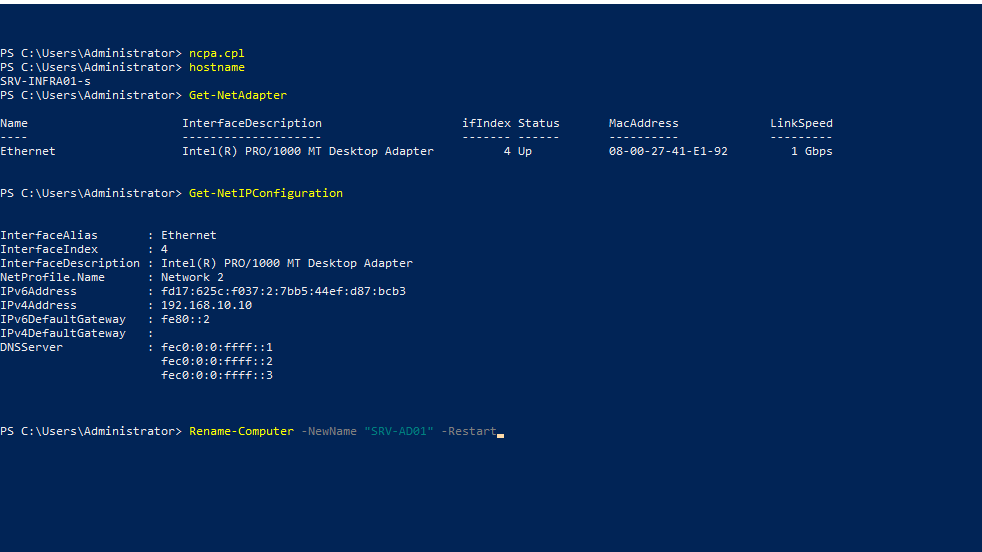 PS C:\Users\Administrator> ncpa.cpl
PS C:\Users\Administrator> hostname
SRV-INFRA01-s
PS C:\Users\Administrator> Get-NetAdapter
Name                      InterfaceDescription                    ifIndex Status       MacAddress             LinkSpeed
----                      --------------------                    ------- ------       ----------             ---------
Ethernet                  Intel(R) PRO/1000 MT Desktop Adapter          4 Up           08-00-27-41-E1-92         1 Gbps
PS C:\Users\Administrator> Get-NetIPConfiguration
InterfaceAlias       : Ethernet
InterfaceIndex       : 4
InterfaceDescription : Intel(R) PRO/1000 MT Desktop Adapter
NetProfile.Name      : Network 2
IPv6Address          : fd17:625c:f037:2:7bb5:44ef:d87:bcb3
IPv4Address          : 192.168.10.10
IPv6DefaultGateway   : fe80::2
IPv4DefaultGateway   :
DNSServer            : fec0:0:0:ffff::1
                       fec0:0:0:ffff::2
                       fec0:0:0:ffff::3
PS C:\Users\Administrator> Rename-Computer -NewName "SRV-AD01" -Restart